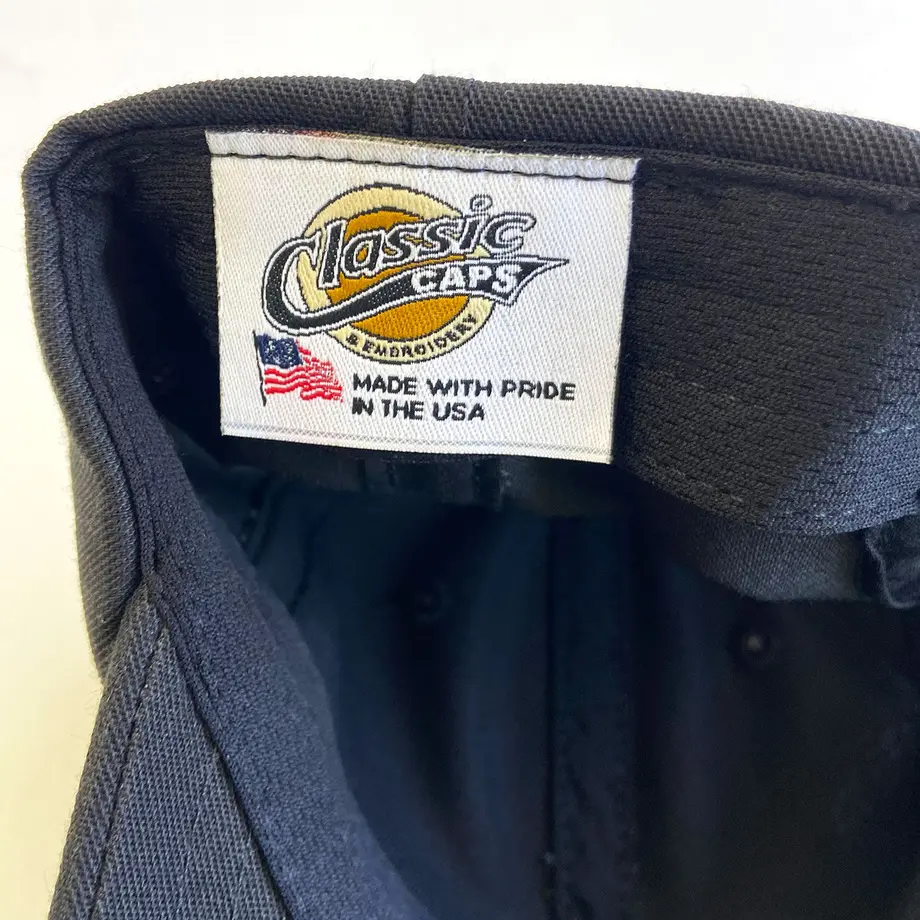 Classic
CAPS
& EMBROIDERY
MADE WITH PRIDE
IN THE USA